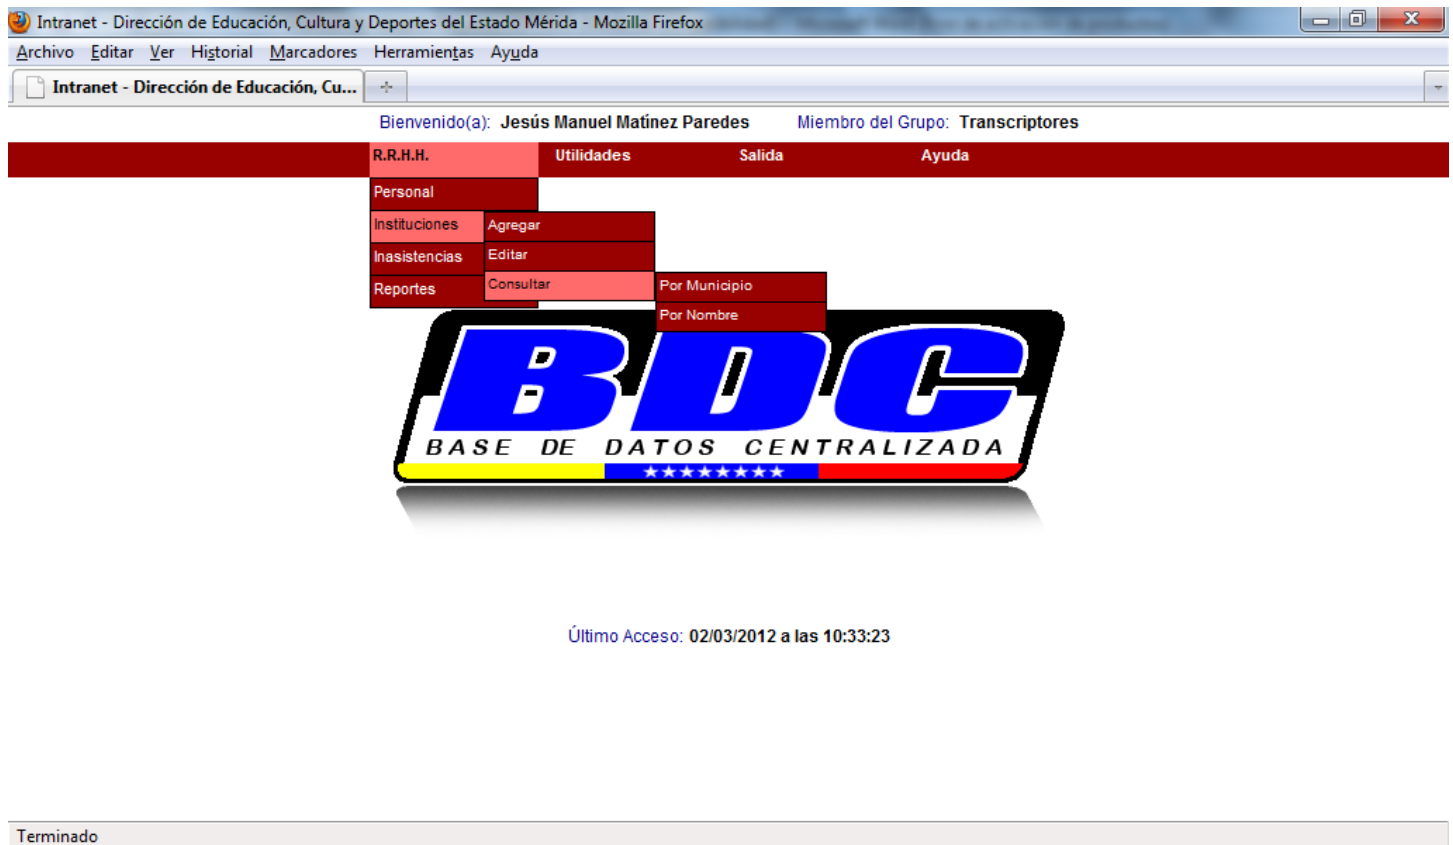 Intranet - Dirección de Educación, Cultura y Deportes del Estado Mérida - Mozilla Firefox
Archivo Editar Ver Historial Marcadores Herramientas Ayuda
Intranet - Dirección de Educación, Cu...
Bienvenido(a): Jesús Manuel Matínez Paredes Miembro del Grupo: Transcriptores
R.R.H.H. Utilidades Salida Ayuda
Personal
Instituciones Agregar
Inasistencias Editar
Reportes Consultar Por Municipio
Por Nombre
BDC
BASE DE DATOS CENTRALIZADA
Último Acceso: 02/03/2012 a las 10:33:23
Terminado